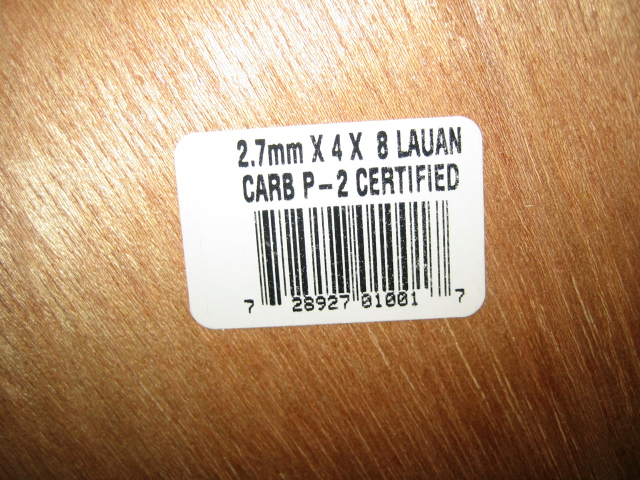 2.7mm X 4 X 8 LAUAN
CARB P-2 CERTIFIED
7 28927 01001 7